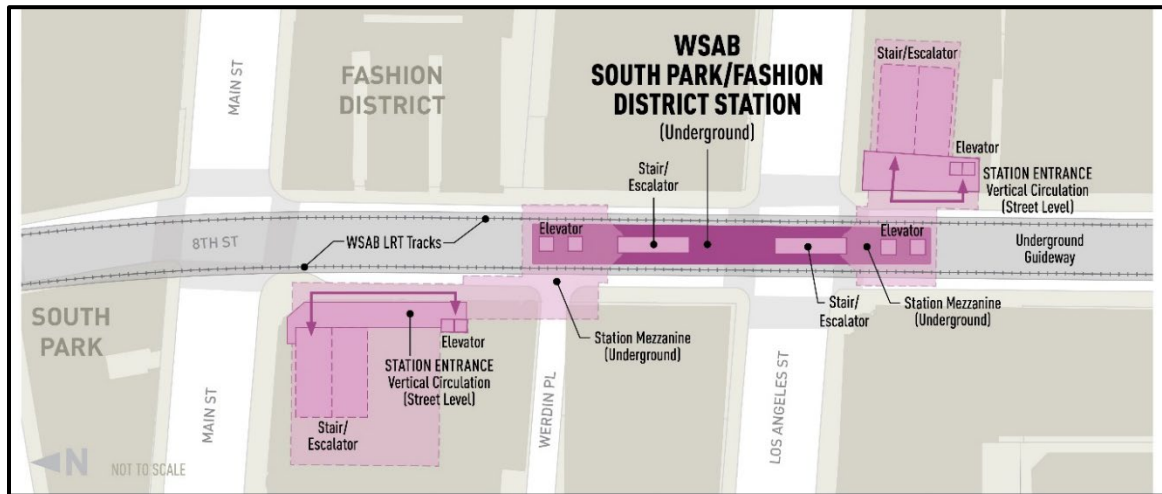 MAIN ST
FASHION
DISTRICT
WSAB
SOUTH PARK/FASHION
DISTRICT STATION
(Underground)
Stair/Escalator
Elevator
STATION ENTRANCE
Vertical Circulation
(Street Level)
Stair/
Escalator
8TH ST
WSAB LRT Tracks
Elevator
Elevator
Underground
Guideway
SOUTH
PARK
Elevator
STATION ENTRANCE
Vertical Circulation
(Street Level)
Station Mezzanine
(Underground)
Stair/
Escalator
Station Mezzanine
(Underground)
MAIN ST
Stair/
Escalator
WERDIN PL
LOS ANGELES ST
N
NOT TO SCALE